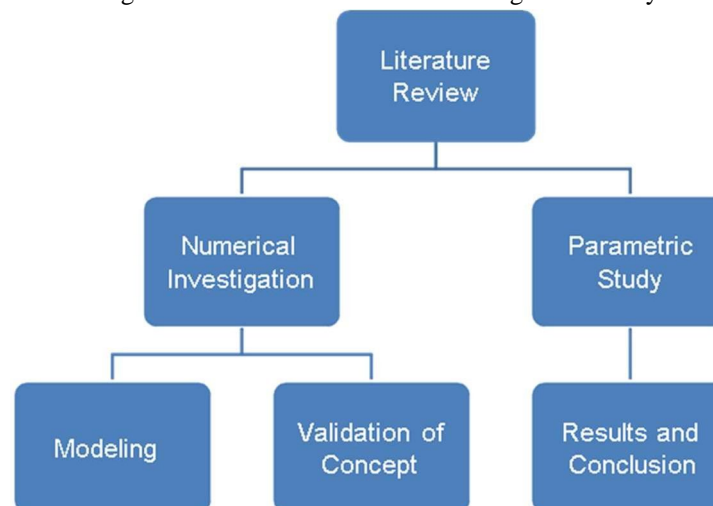 Literature
Review
Numerical
Investigation
Parametric
Study
Modeling
Validation of
Concept
Results and
Conclusion